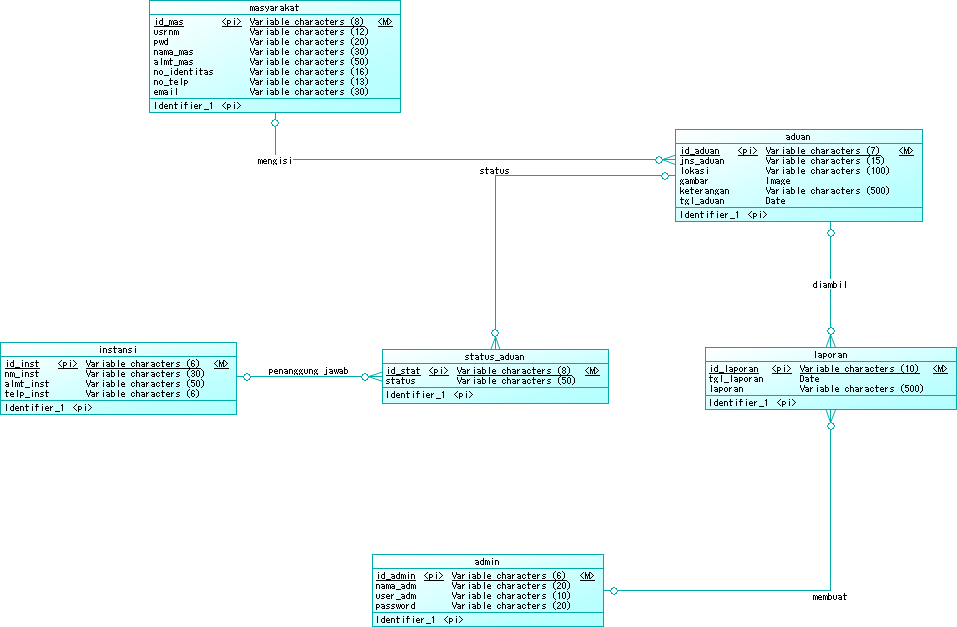 masyarakat
id_mas <pi> Variable characters (8) <M>
usrnm Variable characters (12)
pwd Variable characters (20)
nama_mas Variable characters (30)
almt_mas Variable characters (50)
no_identitas Variable characters (16)
no_telp Variable characters (13)
email Variable characters (30)
Identifier_1 <pi>
mengisi
aduan
id_aduan <pi> Variable characters (7) <M>
jns_aduan Variable characters (15)
lokasi Variable characters (100)
gambar Image
keterangan Variable characters (500)
tgl_aduan Date
Identifier_1 <pi>
status
diambil
instansi
id_inst <pi> Variable characters (6) <M>
nm_inst Variable characters (30)
almt_inst Variable characters (50)
telp_inst Variable characters (6)
Identifier_1 <pi>
penanggung jawab
status_aduan
id_stat <pi> Variable characters (8) <M>
status Variable characters (50)
Identifier_1 <pi>
laporan
id_laporan <pi> Variable characters (10) <M>
tgl_laporan Date
laporan Variable characters (500)
Identifier_1 <pi>
admin
id_admin <pi> Variable characters (6) <M>
nama_adm Variable characters (20)
user_adm Variable characters (10)
password Variable characters (20)
Identifier_1 <pi>
membuat